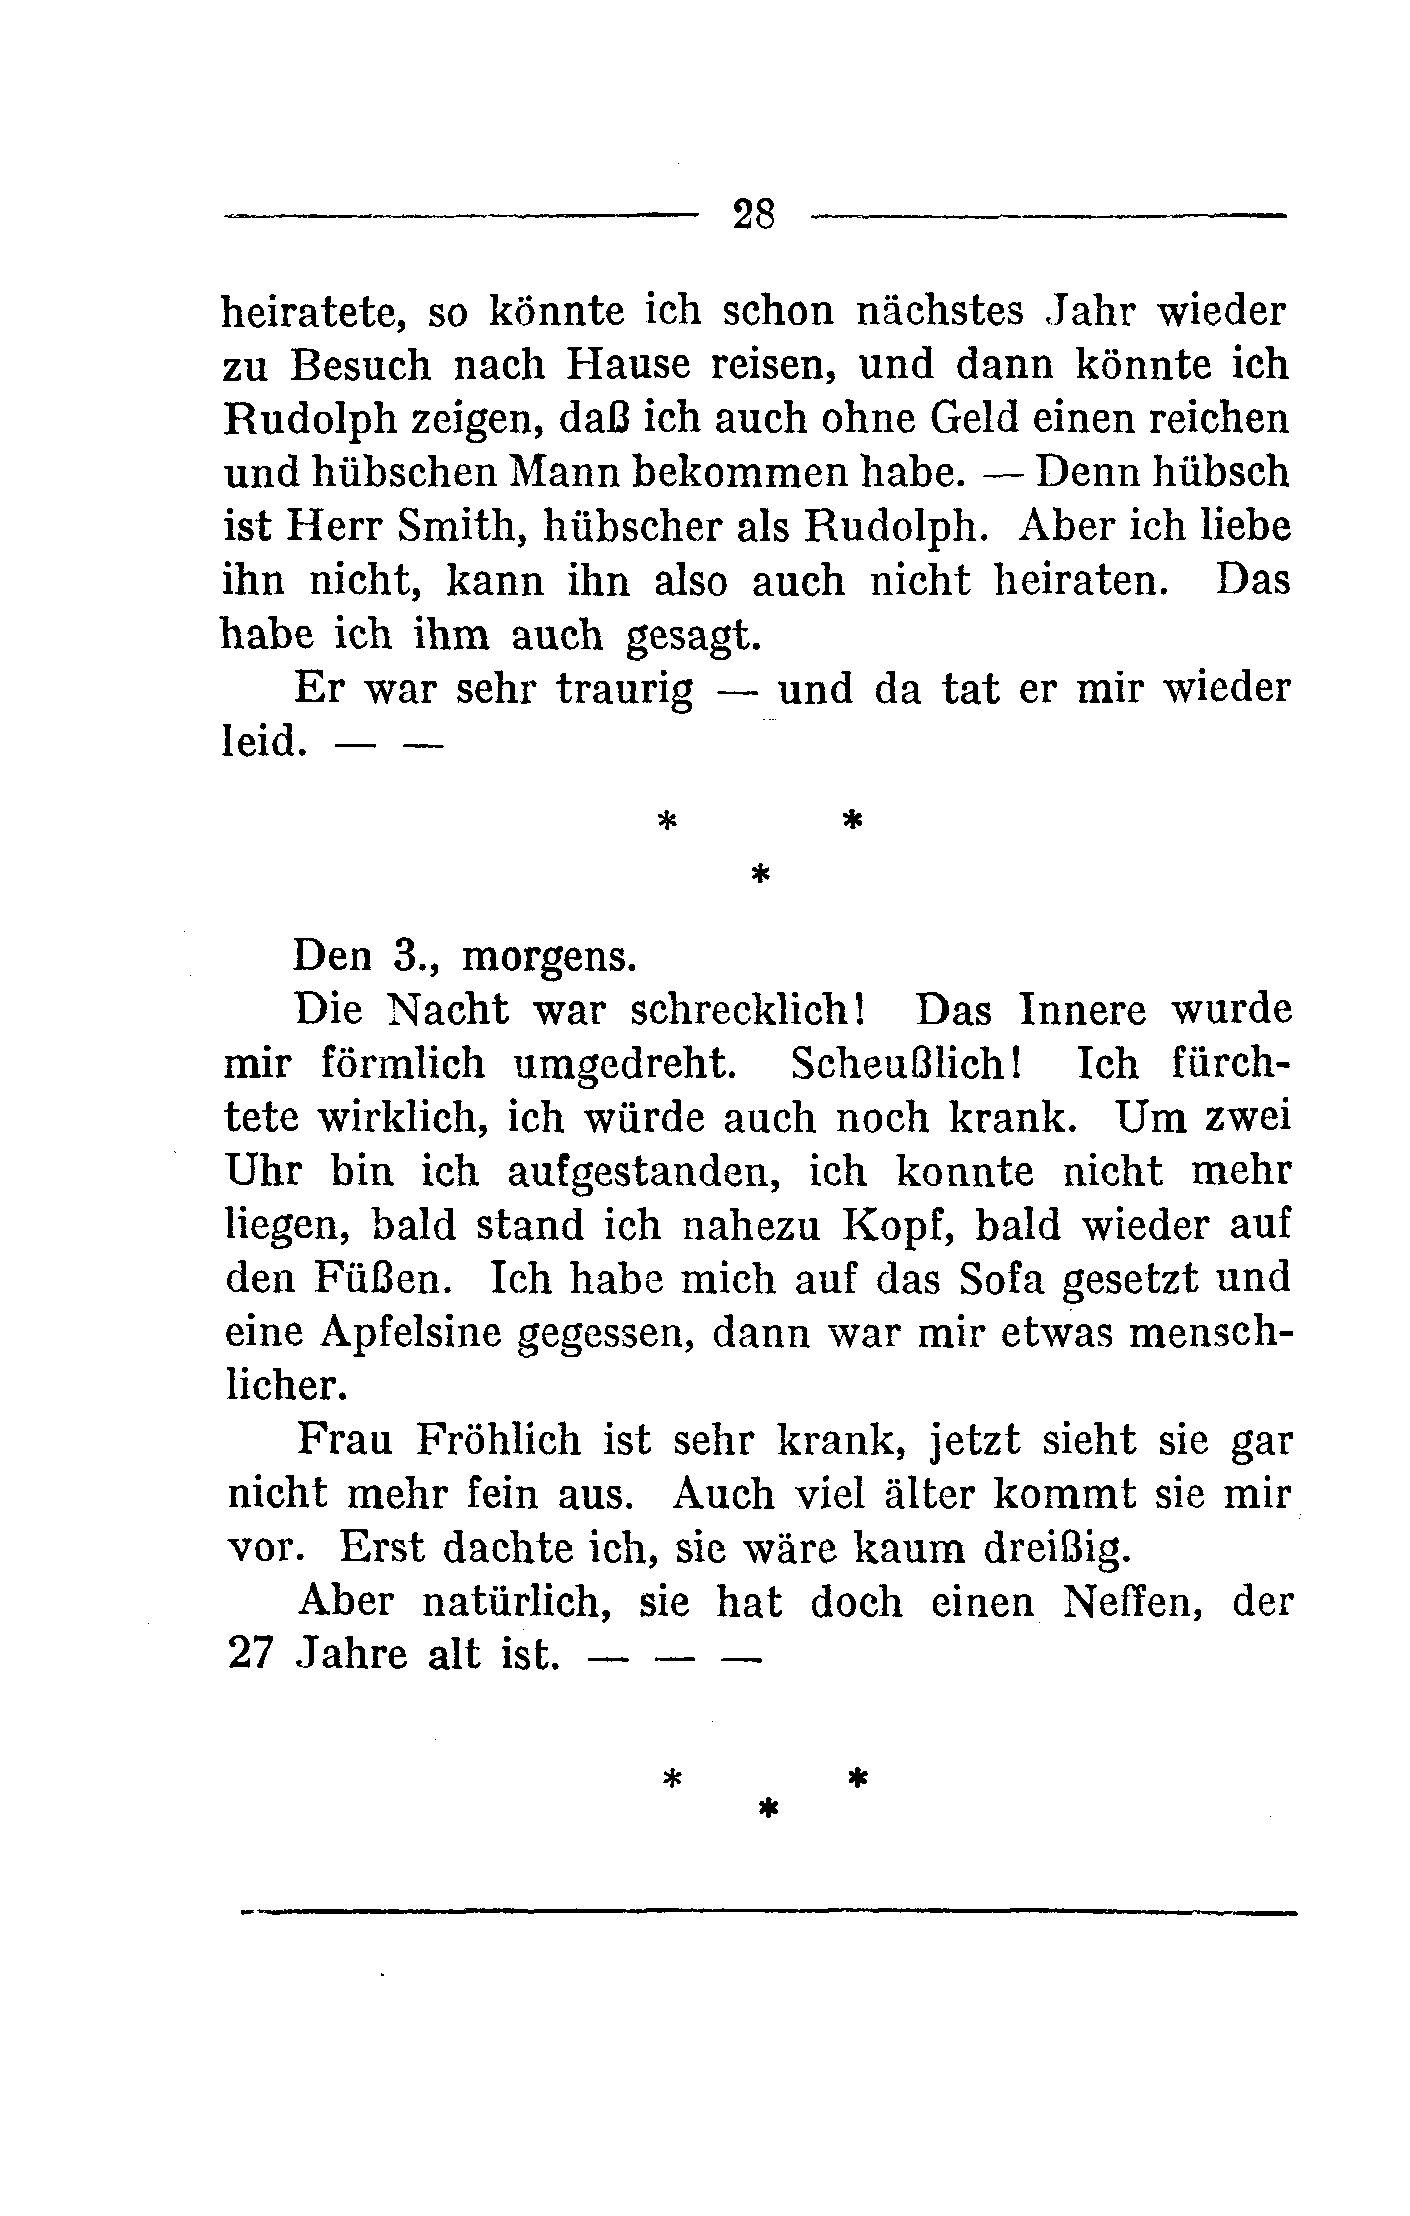 28
heiratete, so könnte ich schon nächstes Jahr wieder
zu Besuch nach Hause reisen, und dann könnte ich
Rudolph zeigen, daß ich auch ohne Geld einen reichen
und hübschen Mann bekommen habe. — Denn hübsch
ist Herr Smith, hübscher als Rudolph. Aber ich liebe
ihn nicht, kann ihn also auch nicht heiraten. Das
habe ich ihm auch gesagt.
Er war sehr traurig — und da tat er mir wieder
leid. — —
* *
*
Den 3., morgens.
Die Nacht war schrecklich! Das Innere wurde
mir förmlich umgedreht. Scheußlich! Ich fürch-
tete wirklich, ich würde auch noch krank. Um zwei
Uhr bin ich aufgestanden, ich konnte nicht mehr
liegen, bald stand ich nahezu Kopf, bald wieder auf
den Füßen. Ich habe mich auf das Sofa gesetzt und
eine Apfelsine gegessen, dann war mir etwas mensch-
licher.
Frau Fröhlich ist sehr krank, jetzt sieht sie gar
nicht mehr fein aus. Auch viel älter kommt sie mir
vor. Erst dachte ich, sie wäre kaum dreißig.
Aber natürlich, sie hat doch einen Neffen, der
27 Jahre alt ist. — — —
* *
*